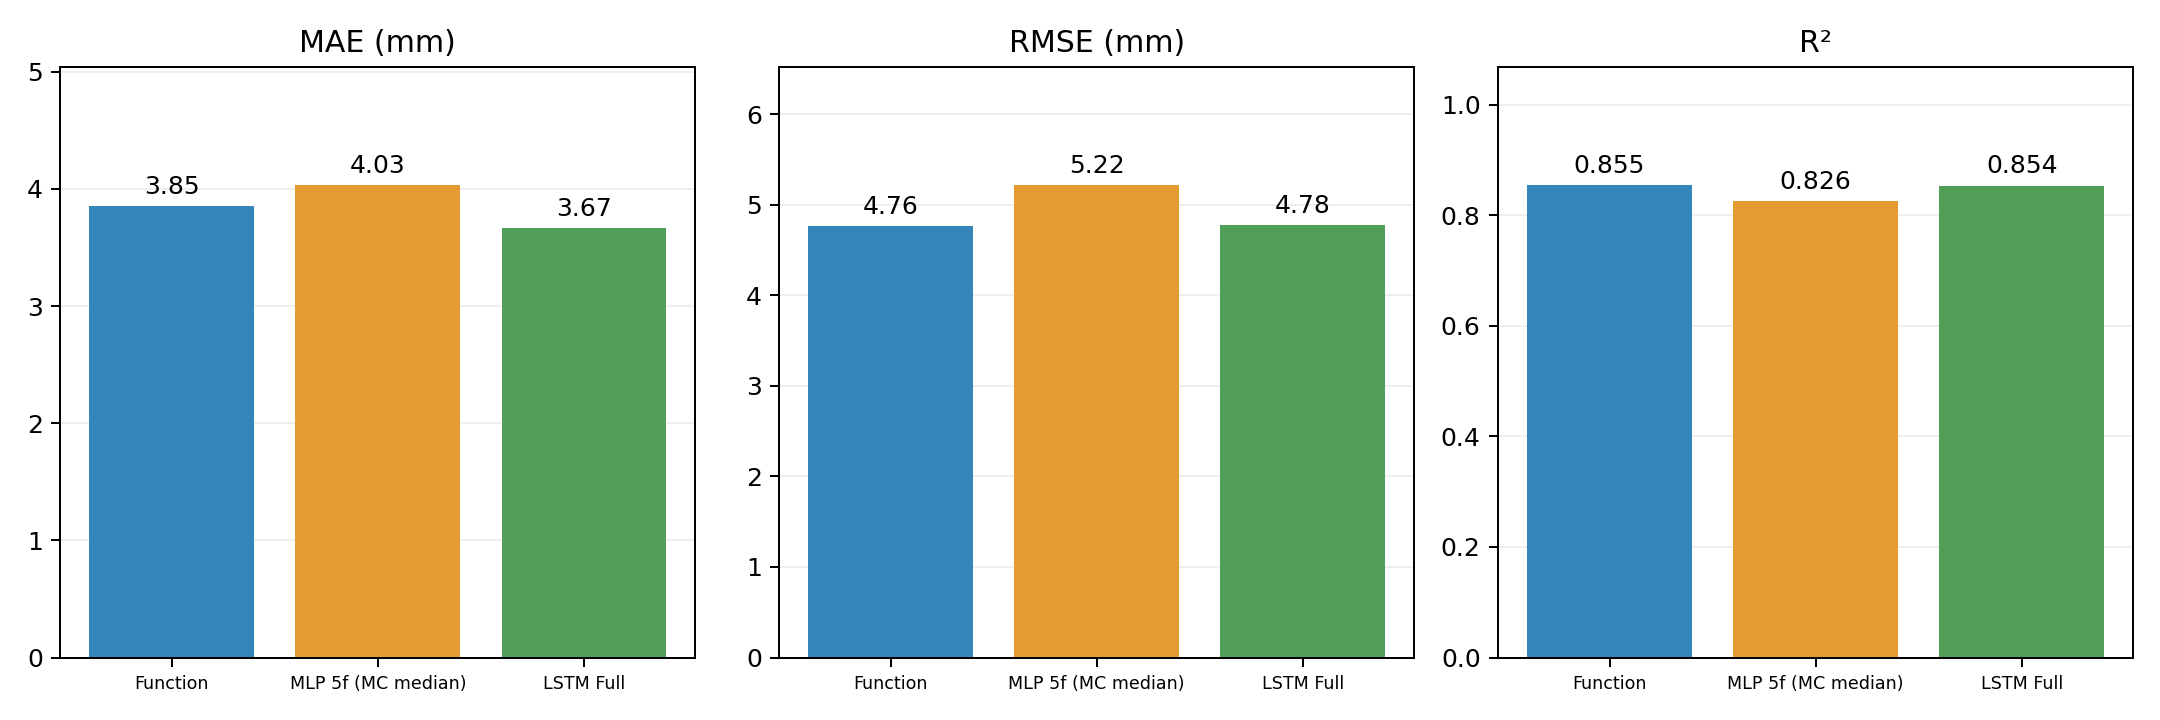 MAE (mm)
5
4
3
2
1
0
3.85
4.03
3.67
Function
MLP 5f (MC median)
LSTM Full
RMSE (mm)
6
5
4
3
2
1
0
4.76
5.22
4.78
Function
MLP 5f (MC median)
LSTM Full
R²
1.0
0.8
0.6
0.4
0.2
0.0
0.855
0.826
0.854
Function
MLP 5f (MC median)
LSTM Full